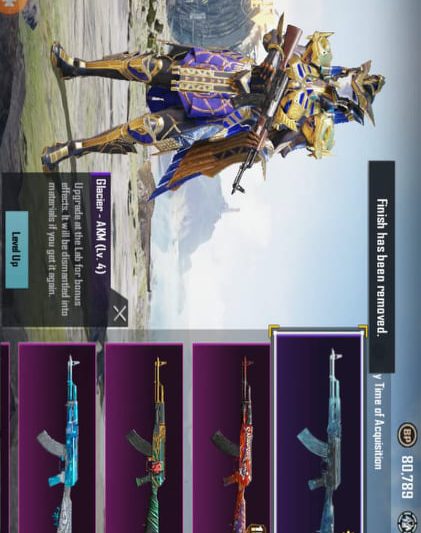 BP 80,789
Finish has been removed.
y Time of Acquisition
Glacier - AKM (Lv. 4)
Upgrade at the Lab for bonus
effects. It will be dismantled into
materials if you get it again.
Level Up